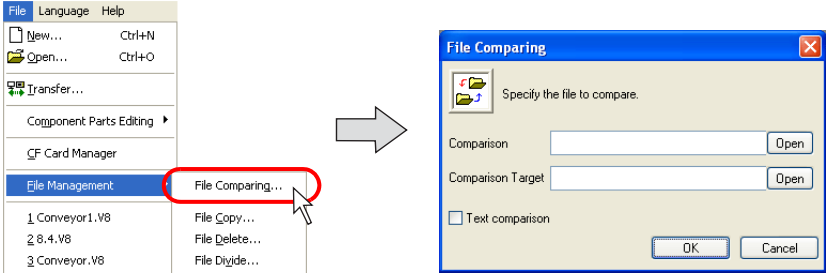 File Language Help
New... Ctrl+N
Open... Ctrl+O
Transfer...
Component Parts Editing
CF Card Manager
File Management
File Comparing...
1 Conveyor1.V8
File Copy...
2 8.4.V8
File Delete...
3 Conveyor.V8
File Divide...
File Comparing
Specify the file to compare.
Comparison
Open
Comparison Target
Open
Text comparison
OK
Cancel